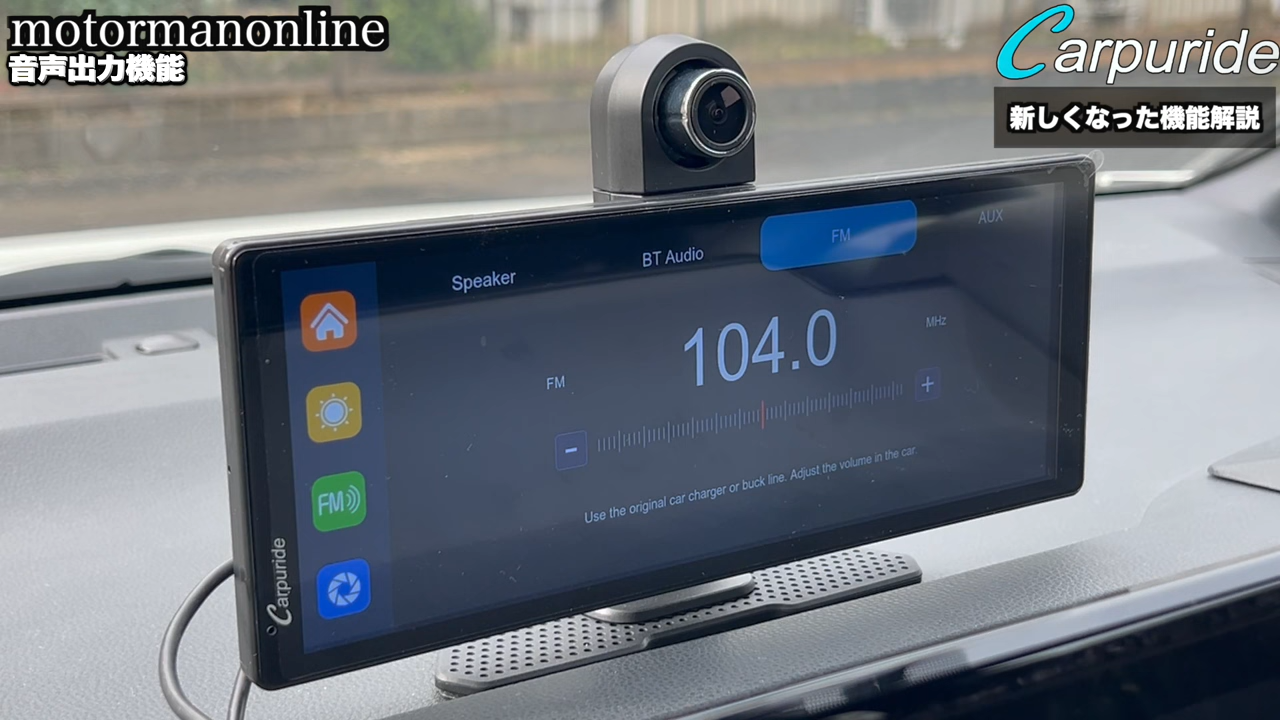 motormanonline
音声出力機能
Carpuride
新しくなった機能解説
Speaker
BT Audio
FM
AUX
FM
104.0
MHz
-
+
Use the original car charger or buck line. Adjust the volume in the car.
FM
Carpuride